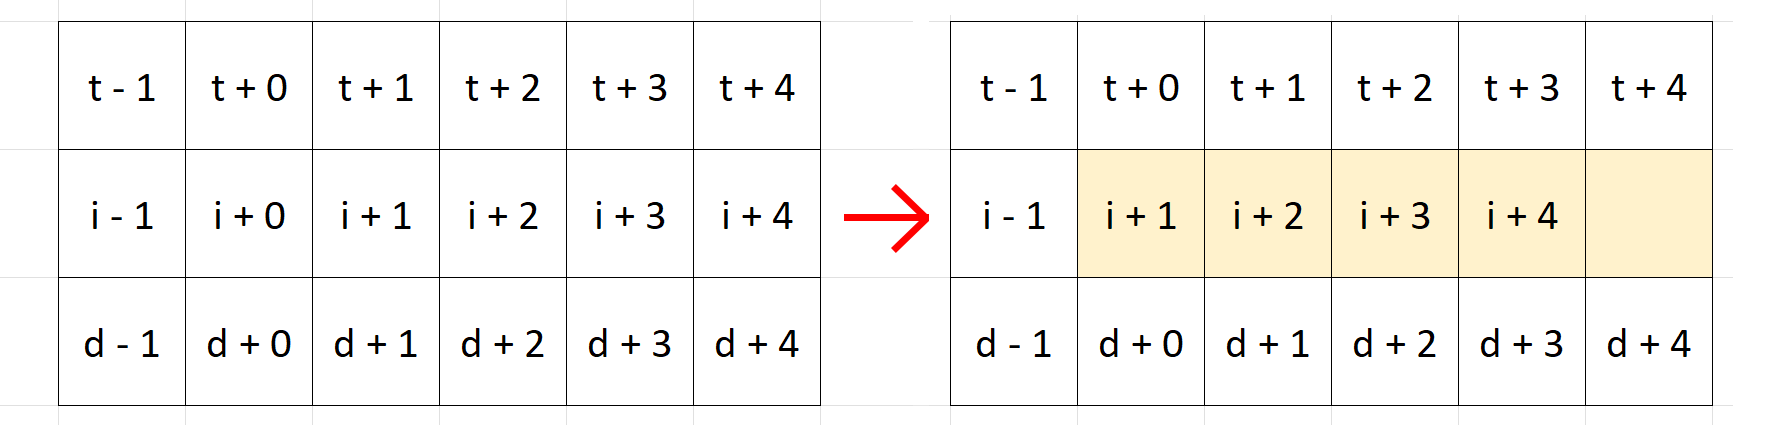 t - 1 t + 0 t + 1 t + 2 t + 3 t + 4
i - 1 i + 0 i + 1 i + 2 i + 3 i + 4
d - 1 d + 0 d + 1 d + 2 d + 3 d + 4
t - 1 t + 0 t + 1 t + 2 t + 3 t + 4
i - 1 i + 1 i + 2 i + 3 i + 4
d - 1 d + 0 d + 1 d + 2 d + 3 d + 4